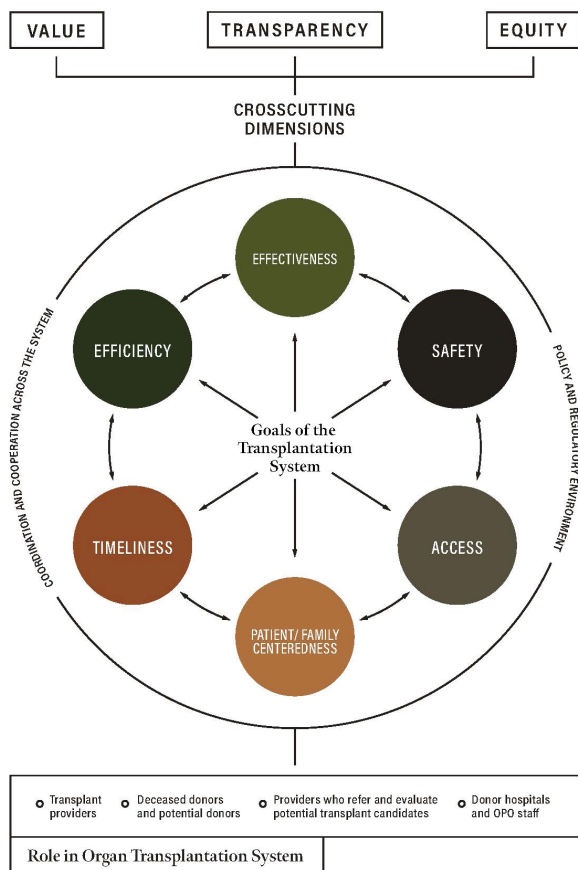 VALUE
TRANSPARENCY
EQUITY
CROSSCUTTING
DIMENSIONS
EFFECTIVENESS
EFFICIENCY
SAFETY
COORDINATION AND COOPERATION ACROSS THE SYSTEM
POLICY AND REGULATORY ENVIRONMENT
Goals of the
Transplantation
System
TIMELINESS
ACCESS
PATIENT/ FAMILY
CENTEREDNESS
Transplant
providers
Deceased donors
and potential donors
Providers who refer and evaluate
potential transplant candidates
Donor hospitals
and OPO staff
Role in Organ Transplantation System